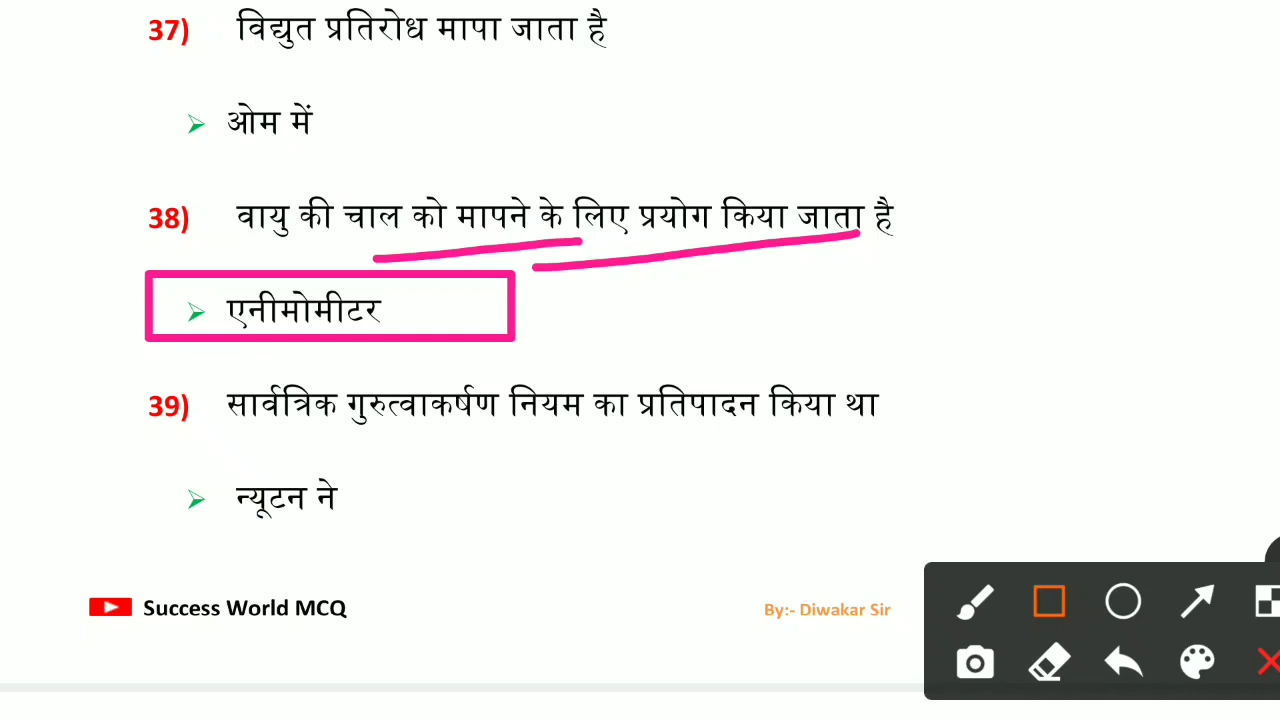 37) विद्युत प्रतिरोध मापा जाता है
ओम में
38) वायु की चाल को मापने के लिए प्रयोग किया जाता है
एनीमोमीटर
39) सार्वत्रिक गुरुत्वाकर्षण नियम का प्रतिपादन किया था
न्यूटन ने
Success World MCQ
By:- Diwakar Sir